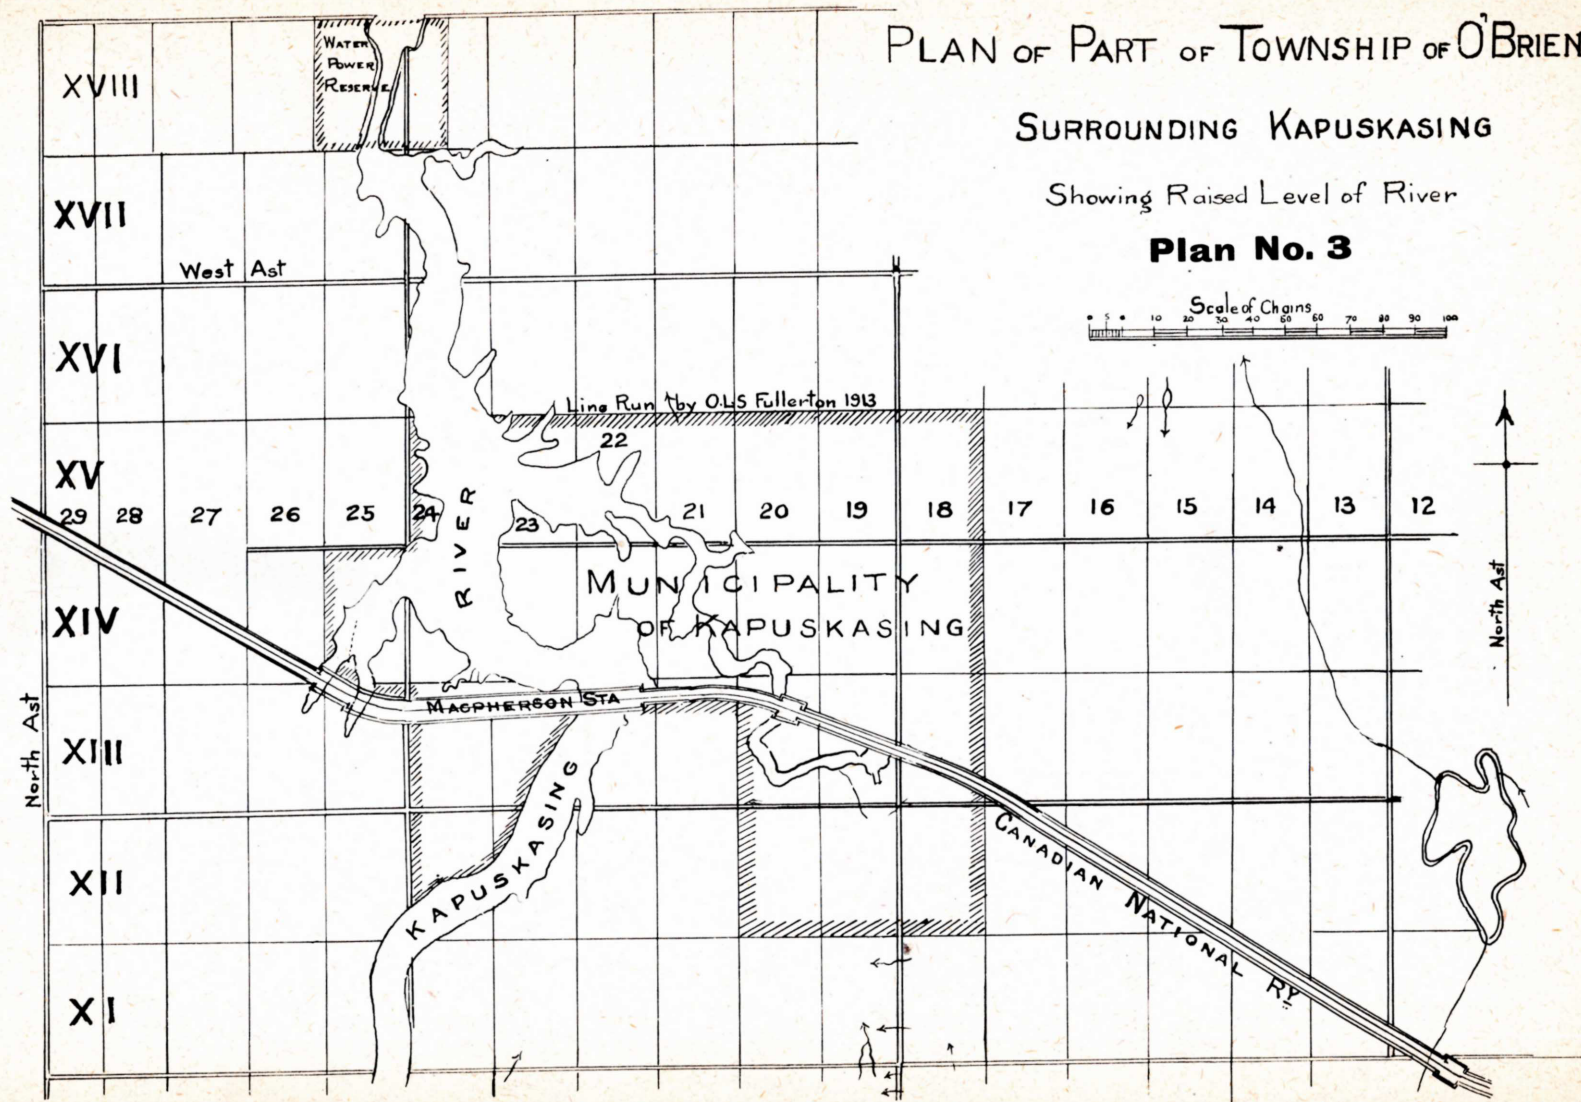 PLAN OF PART OF TOWNSHIP OF O'BRIEN
SURROUNDING KAPUSKASING
Showing Raised Level of River
Plan No. 3
Scale of Chains
0 5 0 10 20 30 40 50 60 70 80 90 100
WATER
POWER
RESERVE
XVIII
XVII
West Ast
XVI
Line Run by O.L.S Fullerton 1913
22
XV
29 28 27 26 25 24 23 21 20 19 18 17 16 15 14 13 12
RIVER
MUNICIPALITY
OF KAPUSKASING
XIV
North Ast
North Ast
MACPHERSON STA
XIII
KAPUSKASING
CANADIAN NATIONAL RY
XII
XI